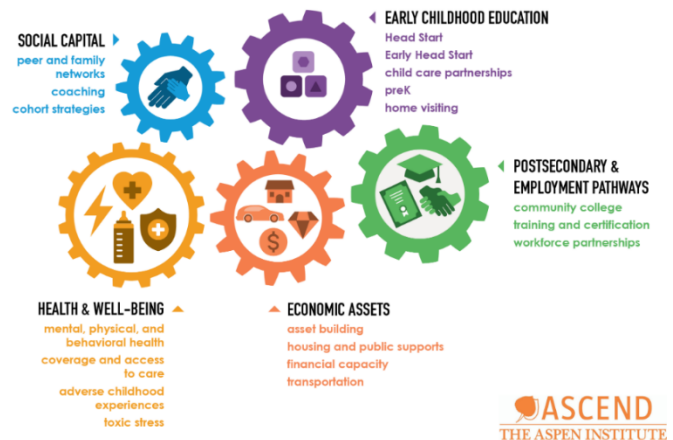 SOCIAL CAPITAL
peer and family
networks
coaching
cohort strategies
EARLY CHILDHOOD EDUCATION
Head Start
Early Head Start
child care partnerships
preK
home visiting
POSTSECONDARY &
EMPLOYMENT PATHWAYS
community college
training and certification
workforce partnerships
HEALTH & WELL-BEING
mental, physical, and
behavioral health
coverage and access
to care
adverse childhood
experiences
toxic stress
ECONOMIC ASSETS
asset building
housing and public supports
financial capacity
transportation
$
ASCEND
THE ASPEN INSTITUTE